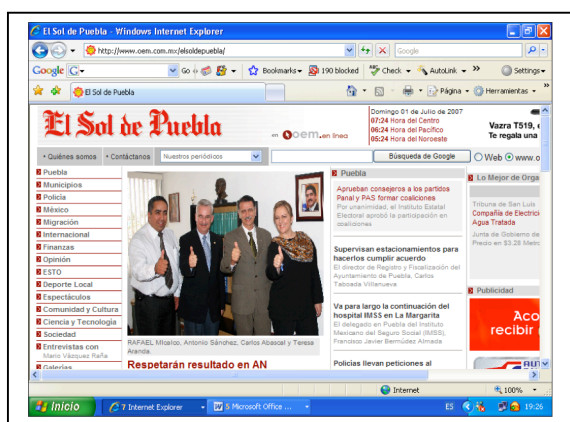 El Sol de Puebla - Windows Internet Explorer
http://www.oem.com.mx/elsoldepuebla/
Google
Google
Go
Bookmarks
190 blocked
Check
AutoLink
Settings
El Sol de Puebla
Página
Herramientas
El Sol de Puebla
en oem.en línea
Domingo 01 de Julio de 2007
07:24 Hora del Centro
06:24 Hora del Pacífico
05:24 Hora del Noroeste
Vazra T519,
Te regala una
Quiénes somos
Contáctanos
Nuestros periódicos
Búsqueda de Google
Web
www.o
Puebla
Municipios
Policía
México
Migración
Internacional
Finanzas
Opinión
ESTO
Deporte Local
Espectáculos
Comunidad y Cultura
Ciencia y Tecnología
Sociedad
Entrevistas con
Mario Vázquez Raña
Galerías
RAFAEL Micalco, Antonio Sánchez, Carlos Abascal y Teresa
Aranda.
Respetarán resultado en AN
Puebla
Aprueban consejeros a los partidos
Panal y PAS formar coaliciones
Por unanimidad, el Instituto Estatal
Electoral aprobó la participación en
coaliciones
Supervisan estacionamientos para
hacerlos cumplir acuerdo
El director de Registro y Fiscalización del
Ayuntamiento de Puebla, Carlos
Taboada Villanueva
Va para largo la continuación del
hospital IMSS en La Margarita
El delegado en Puebla del Instituto
Mexicano del Seguro Social (IMSS),
Francisco Javier Bermúdez Almada
Policías llevan peticiones al
Lo Mejor de Orga
Tribuna de San Luis
Compañía de Electrici
Agua Tratada
Junta de Gobierno de
Precio en $3.28 Metro
Publicidad
Aco
recibir
Internet
100%
Inicio
7 Internet Explorer
5 Microsoft Office ...
ES
19:26